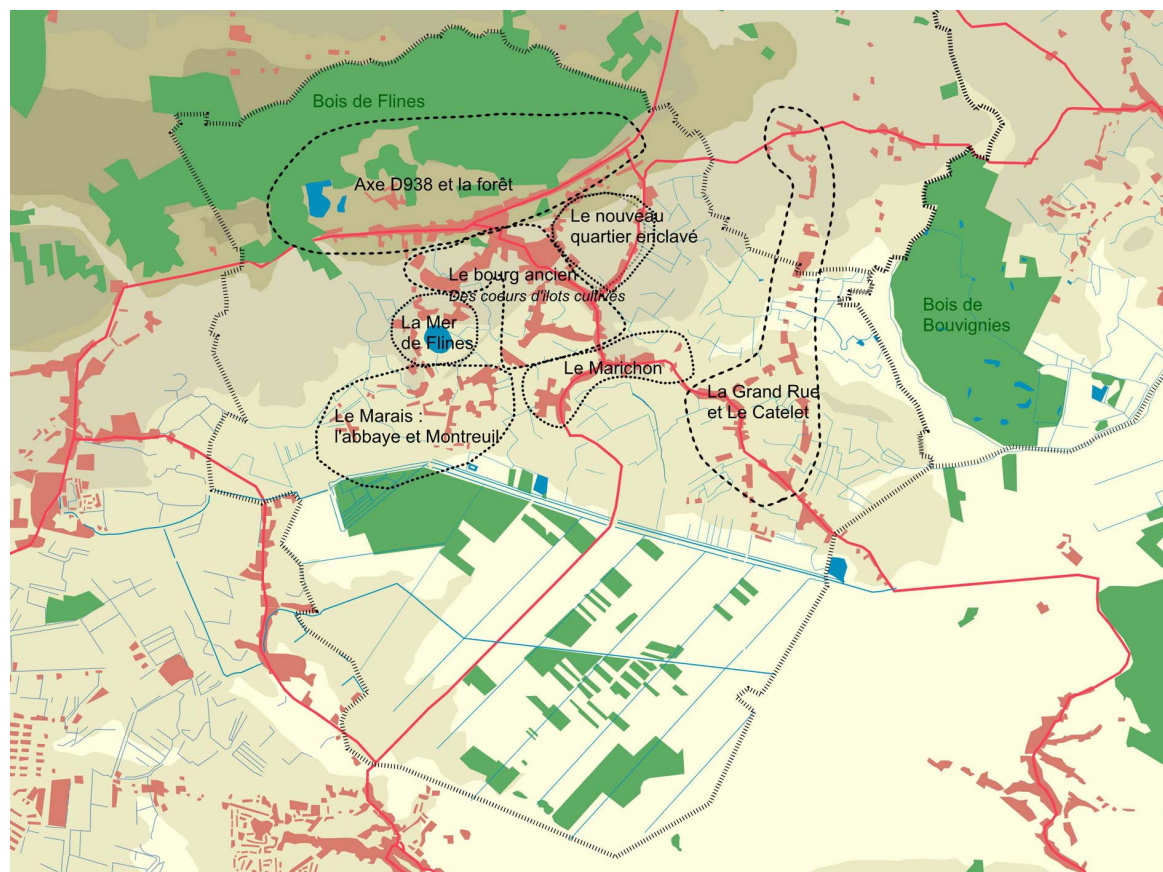 Bois de Flines
Axe D938 et la forêt
Le nouveau
quartier enclavé
Le bourg ancien
Des coeurs d'îlots cultivés
La Mer
de Flines
Bois de
Bouvignies
Le Marichon
La Grand Rue
et Le Catelet
Le Marais :
l'abbaye et Montreuil